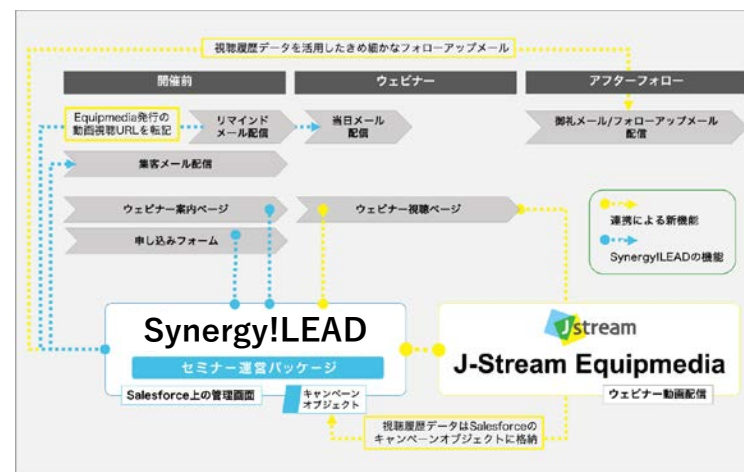 視聴履歴データを活用したきめ細かなフォローアップメール
開催前
ウェビナー
アフターフォロー
Equipmedia発行の
動画視聴URLを転記
リマインド
メール配信
当日メール
配信
御礼メール/フォローアップメール
配信
集客メール配信
ウェビナー案内ページ
ウェビナー視聴ページ
申し込みフォーム
連携による新機能
Synergy!LEADの機能
Synergy!LEAD
セミナー運営パッケージ
Salesforce上の管理画面
キャンペーン
オブジェクト
Jstream
J-Stream Equipmedia
ウェビナー動画配信
視聴履歴データはSalesforceの
キャンペーンオブジェクトに格納